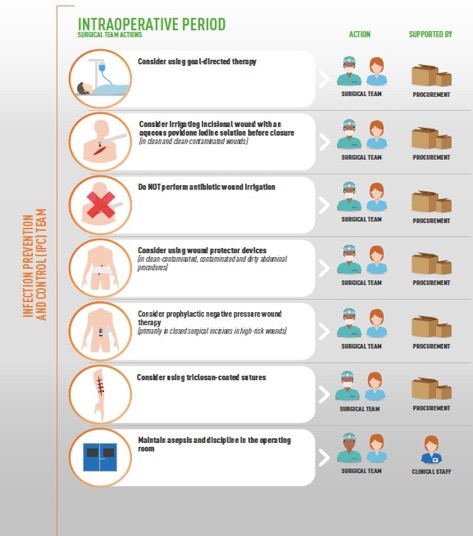 INTRAOPERATIVE PERIOD
SURGICAL TEAM ACTIONS
ACTION
SUPPORTED BY
Consider using goal-directed therapy
SURGICAL TEAM
PROCUREMENT
Consider irrigating incisional wound with an
aqueous povidone iodine solution before closure
(in clean and clean-contaminated wounds)
SURGICAL TEAM
PROCUREMENT
Do NOT perform antibiotic wound irrigation
SURGICAL TEAM
PROCUREMENT
Consider using wound protector devices
(in clean-contaminated, contaminated and dirty abdominal
procedures)
SURGICAL TEAM
PROCUREMENT
Consider prophylactic negative pressure wound
therapy
(primarily in closed surgical incisions in high-risk wounds)
SURGICAL TEAM
PROCUREMENT
Consider using triclosan-coated sutures
SURGICAL TEAM
PROCUREMENT
Maintain asepsis and discipline in the operating
room
SURGICAL TEAM
CLINICAL STAFF
INFECTION PREVENTION
AND CONTROL (IPC) TEAM